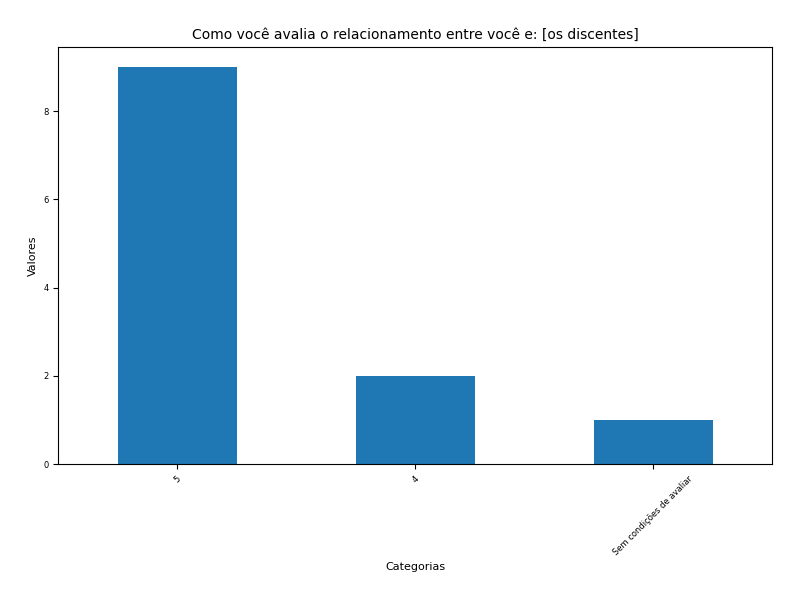 Como você avalia o relacionamento entre você e: [os discentes]
Valores
8
6
4
2
0
5
4
Sem condições de avaliar
Categorias